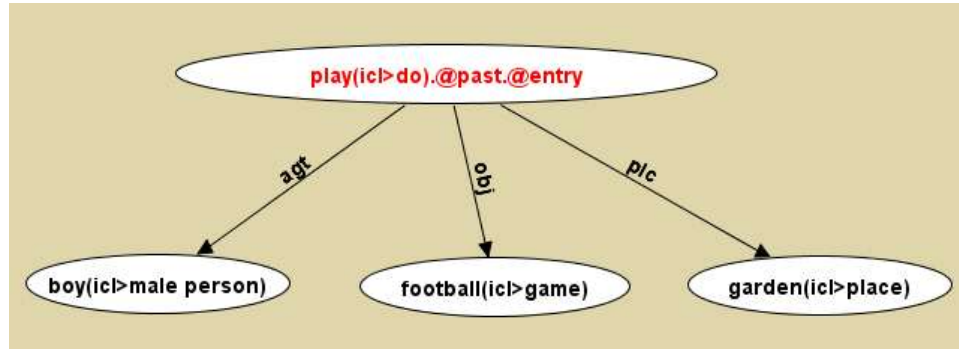 play(icl>do).@past.@entry
agt
obj
plc
boy(icl>male person)
football(icl>game)
garden(icl>place)